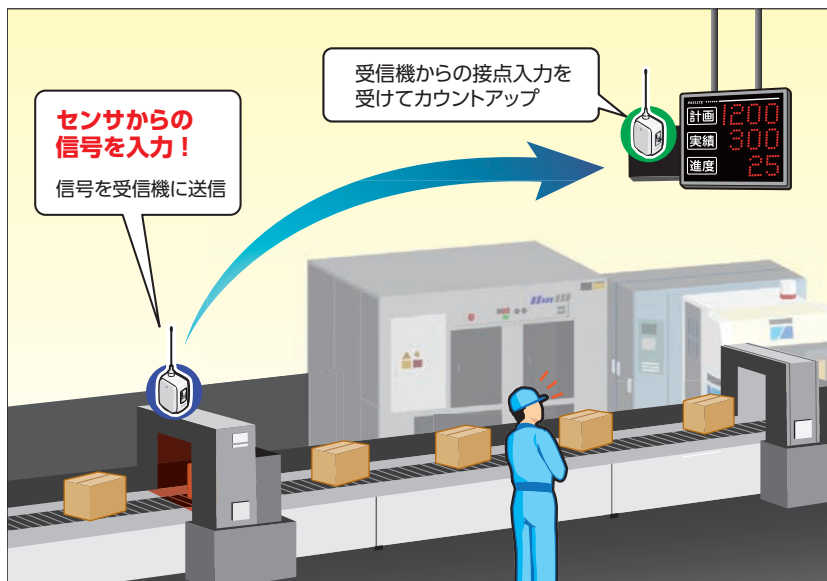 センサからの
信号を入力！
信号を受信機に送信
受信機からの接点入力を
受けてカウントアップ
PATLITE
計画 1200
実績 300
進度 25